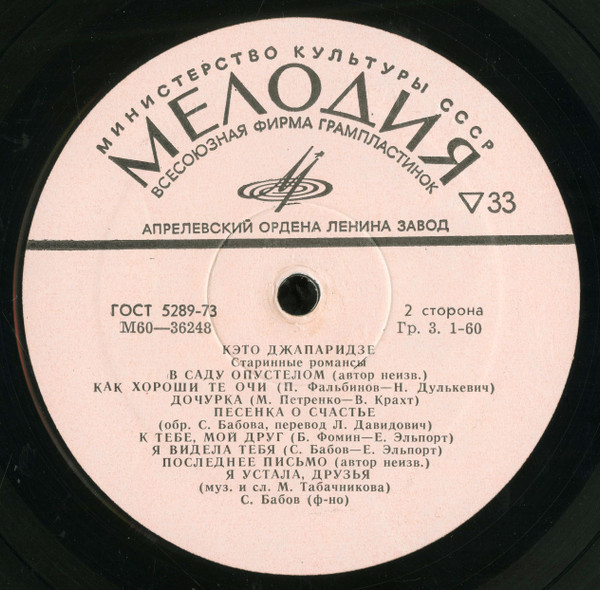 МИНИСТЕРСТВО КУЛЬТУРЫ СССР
МЕЛОДИЯ
ВСЕСОЮЗНАЯ ФИРМА ГРАМПЛАСТИНОК
▽33
АПРЕЛЕВСКИЙ ОРДЕНА ЛЕНИНА ЗАВОД
ГОСТ 5289-73 2 сторона
М60—36248 Гр. 3. 1-60
КЭТО ДЖАПАРИДЗЕ
Старинные романсы
В САДУ ОПУСТЕЛОМ (автор неизв.)
КАК ХОРОШИ ТЕ ОЧИ (П. Фальбинов—Н. Дулькевич)
ДОЧУРКА (М. Петренко—В. Крахт)
ПЕСЕНКА О СЧАСТЬЕ
(обр. С. Бабова, перевод Л. Давидович)
К ТЕБЕ, МОЙ ДРУГ (Б. Фомин—Е. Эльпорт)
Я ВИДЕЛА ТЕБЯ (С. Бабов—Е. Эльпорт)
ПОСЛЕДНЕЕ ПИСЬМО (автор неизв.)
Я УСТАЛА, ДРУЗЬЯ
(муз. и сл. М. Табачникова)
С. Бабов (ф-но)